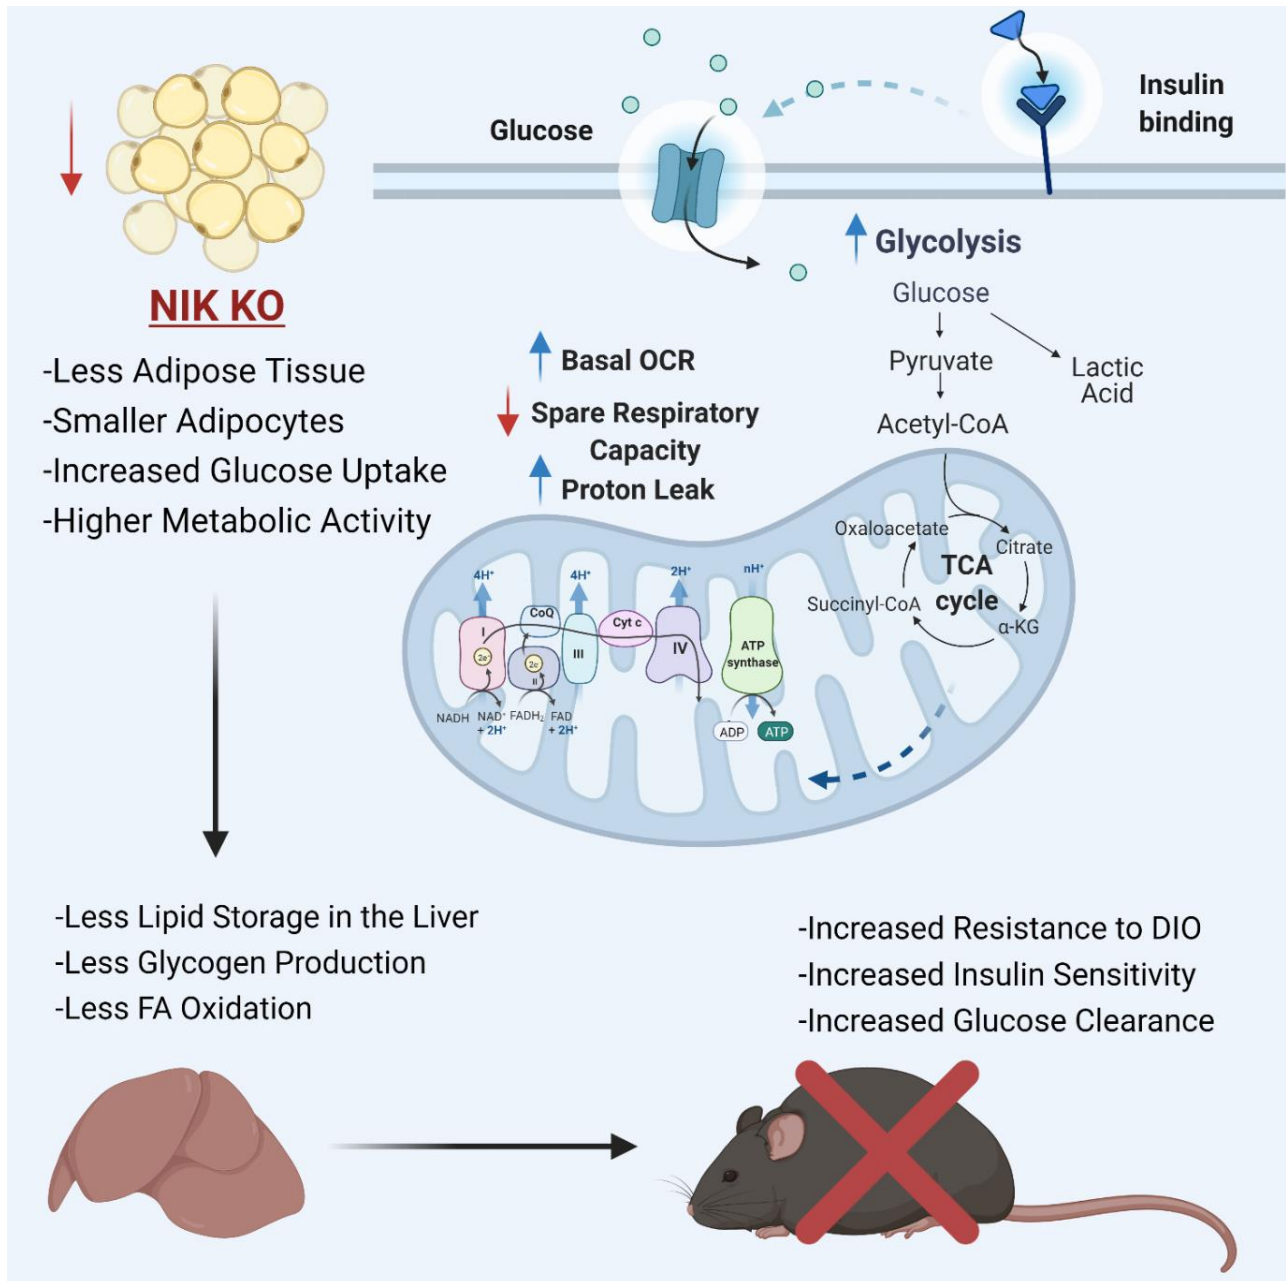 Glucose
Insulin
binding
NIK KO
-Less Adipose Tissue
-Smaller Adipocytes
-Increased Glucose Uptake
-Higher Metabolic Activity
Basal OCR
Spare Respiratory
Capacity
Proton Leak
Glycolysis
Glucose
Pyruvate
Lactic
Acid
Acetyl-CoA
Oxaloacetate
Citrate
TCA
cycle
Succinyl-CoA
α-KG
4H⁺
4H⁺
2H⁺
nH⁺
I
2e⁻
CoQ
2e
II
III
Cyt c
IV
ATP
synthase
NADH
NAD⁺
+ 2H⁺
FADH₂
FAD
+ 2H⁺
ADP
ATP
-Less Lipid Storage in the Liver
-Less Glycogen Production
-Less FA Oxidation
-Increased Resistance to DIO
-Increased Insulin Sensitivity
-Increased Glucose Clearance